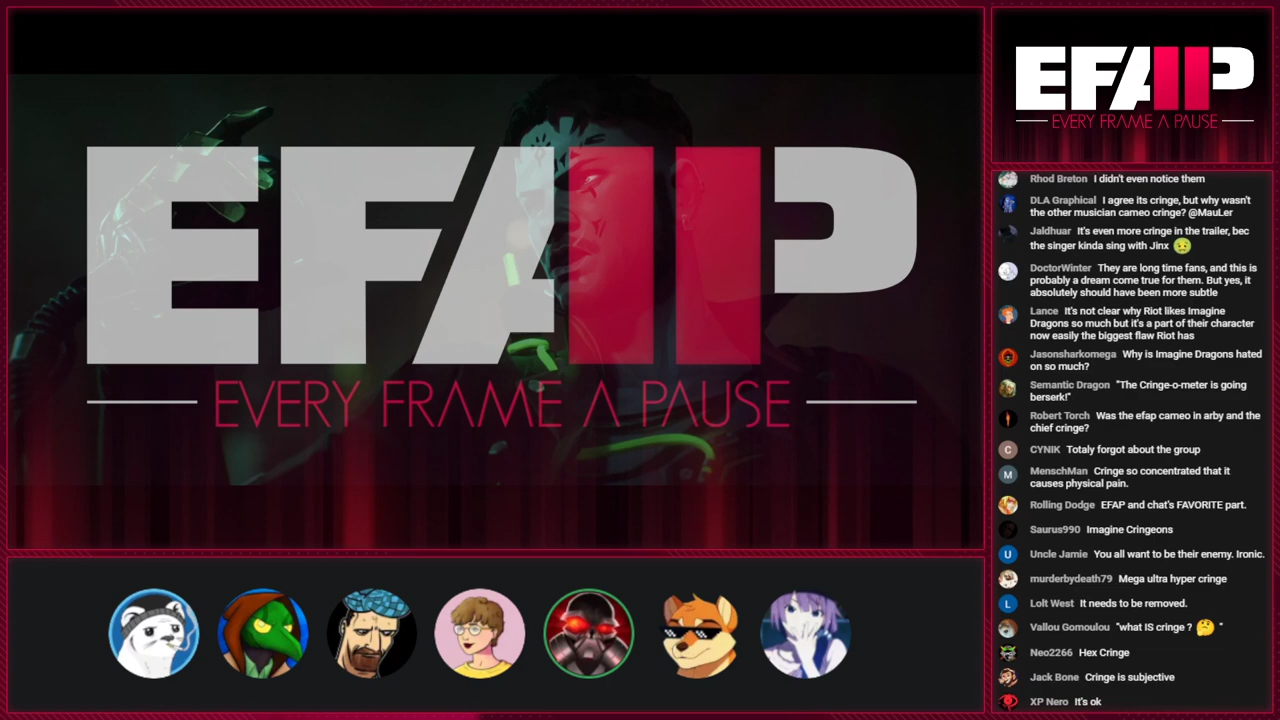 EFAP
EVERY FRAME A PAUSE
EFAP
EVERY FRAME A PAUSE
Rhod Breton I didn't even notice them
DLA Graphical I agree its cringe, but why wasn't
the other musician cameo cringe? @MauLer
Jaldhuar It's even more cringe in the trailer, bec
the singer kinda sing with Jinx 🤢
DoctorWinter They are long time fans, and this is
probably a dream come true for them. But yes, it
absolutely should have been more subtle
Lance It's not clear why Riot likes Imagine
Dragons so much but it's a part of their character
now easily the biggest flaw Riot has
Jasonsharkomega Why is Imagine Dragons hated
on so much?
Semantic Dragon "The Cringe-o-meter is going
berserk!"
Robert Torch Was the efap cameo in arby and the
chief cringe?
C
CYNIK Totaly forgot about the group
M
MenschMan Cringe so concentrated that it
causes physical pain.
Rolling Dodge EFAP and chat's FAVORITE part.
Saurus990 Imagine Cringeons
U
Uncle Jamie You all want to be their enemy. Ironic.
murderbydeath79 Mega ultra hyper cringe
L
Lolt West It needs to be removed.
Vallou Gomoulou "what IS cringe ? 🤔 "
Neo2266 Hex Cringe
Jack Bone Cringe is subjective
XP Nero It's ok